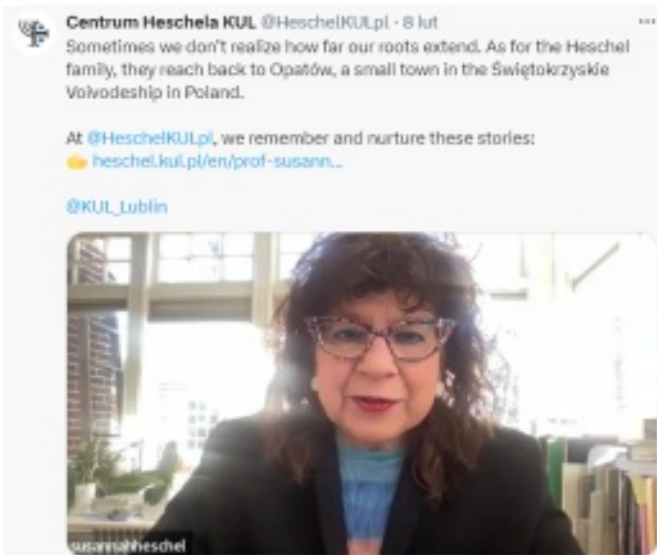 Centrum Heschela KUL @HeschelKULpl · 8 lut
Sometimes we don't realize how far our roots extend. As for the Heschel
family, they reach back to Opatów, a small town in the Świętokrzyskie
Voivodeship in Poland.
At @HeschelKULpl, we remember and nurture these stories:
heschel.kul.pl/en/prof-susann...
@KUL_Lublin
susannahheschel